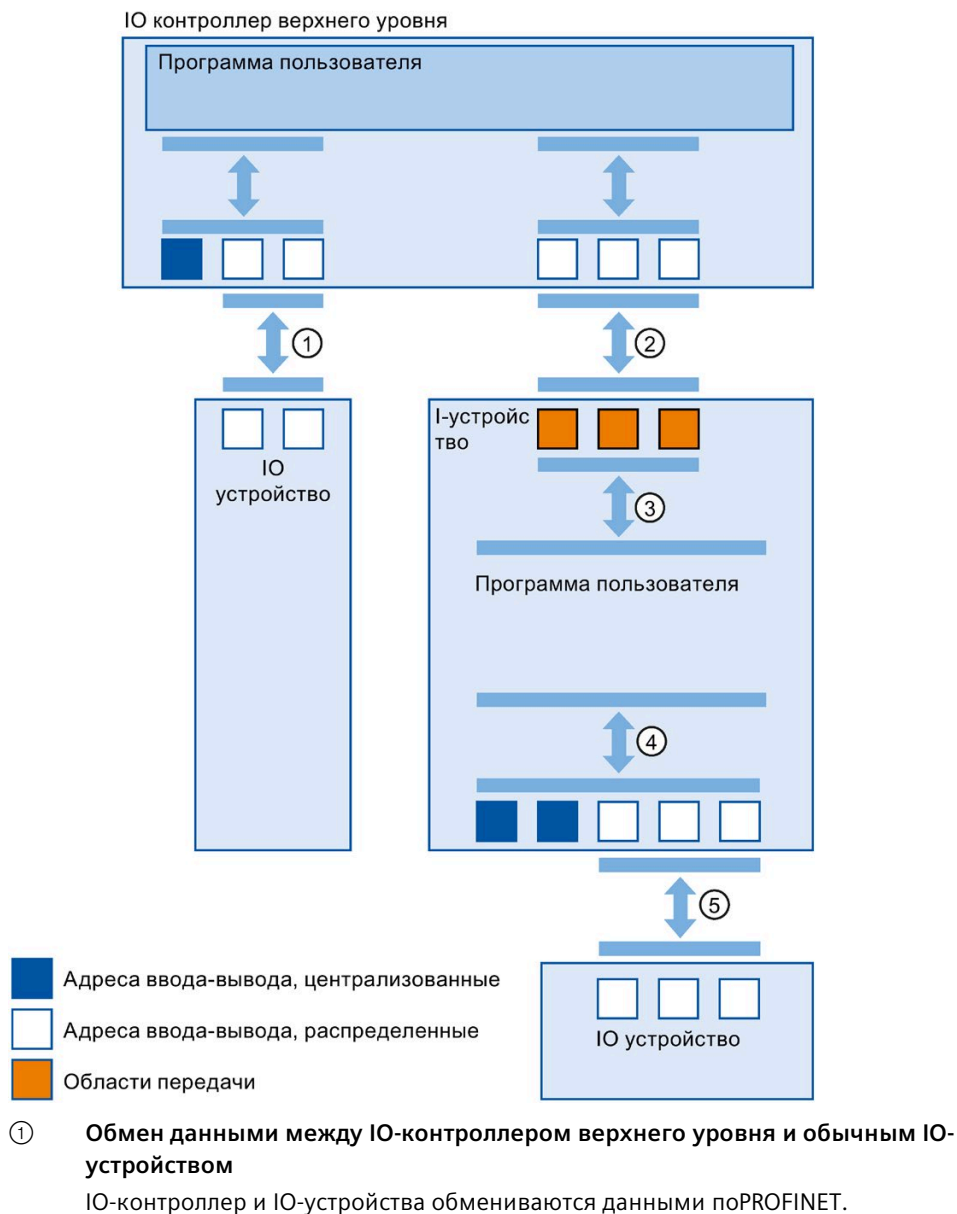 IO контроллер верхнего уровня
Программа пользователя
①
②
I-устройс
тво
IO
устройство
③
Программа пользователя
④
⑤
Адреса ввода-вывода, централизованные
Адреса ввода-вывода, распределенные
IO устройство
Области передачи
① Обмен данными между IO-контроллером верхнего уровня и обычным IO-
устройством
IO-контроллер и IO-устройства обмениваются данными поPROFINET.